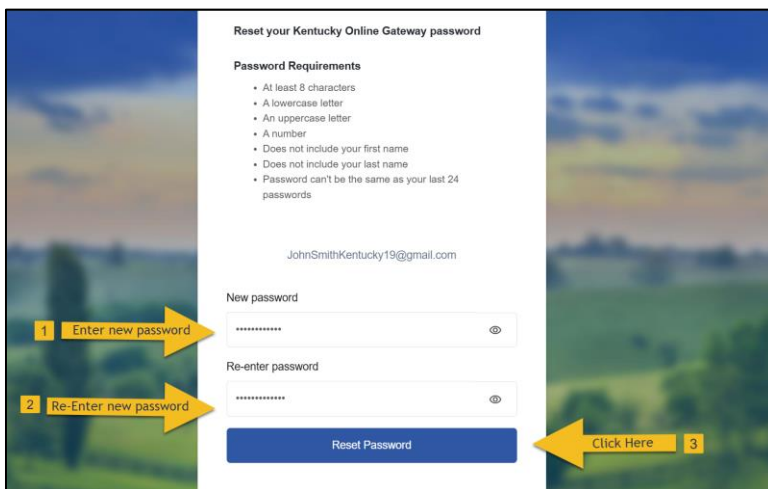 Reset your Kentucky Online Gateway password
Password Requirements
• At least 8 characters
• A lowercase letter
• An uppercase letter
• A number
• Does not include your first name
• Does not include your last name
• Password can't be the same as your last 24
passwords
JohnSmithKentucky19@gmail.com
New password
1 Enter new password
••••••••••••
Re-enter password
2 Re-Enter new password
•••••••••••••
Reset Password
Click Here 3